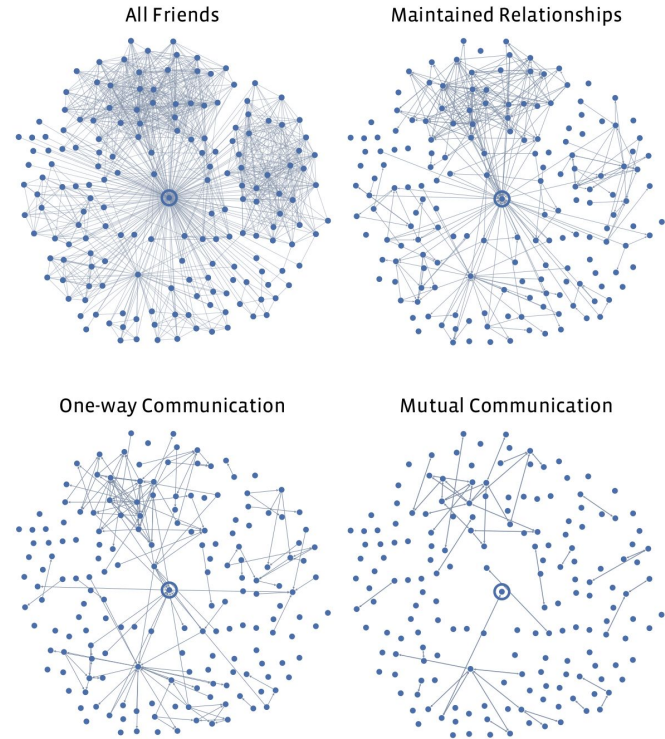 All Friends
Maintained Relationships
One-way Communication
Mutual Communication